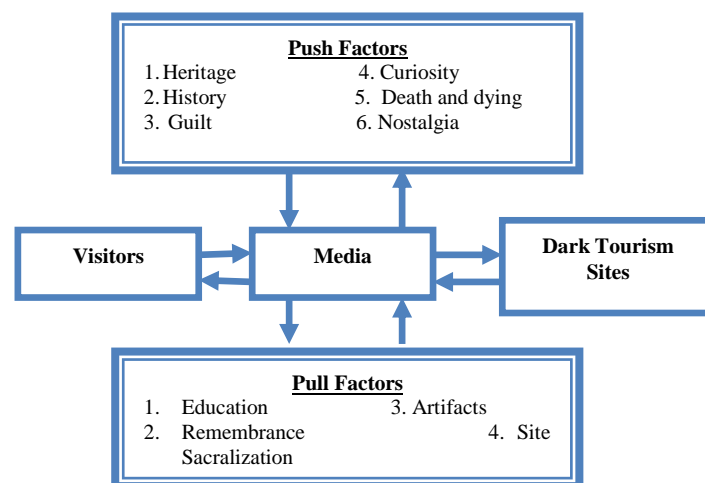 Push Factors
1. Heritage 4. Curiosity
2. History 5. Death and dying
3. Guilt 6. Nostalgia
Visitors
Media
Dark Tourism
Sites
Pull Factors
1. Education 3. Artifacts
2. Remembrance 4. Site
Sacralization